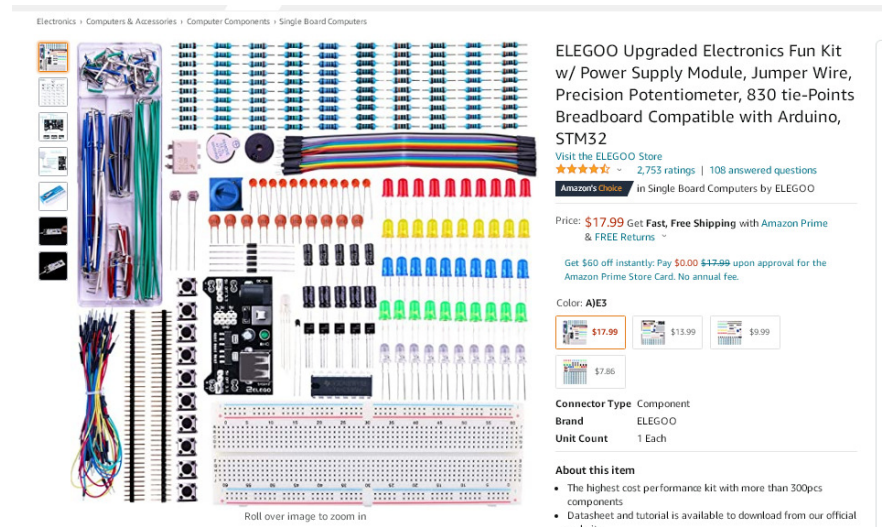 Electronics › Computers & Accessories › Computer Components › Single Board Computers
ELEGOO Upgraded Electronics Fun Kit
w/ Power Supply Module, Jumper Wire,
Precision Potentiometer, 830 tie-Points
Breadboard Compatible with Arduino,
STM32
Visit the ELEGOO Store
2,753 ratings | 108 answered questions
Amazon's Choice in Single Board Computers by ELEGOO
Price: $17.99 Get Fast, Free Shipping with Amazon Prime
& FREE Returns
Get $60 off instantly: Pay $0.00 $17.99 upon approval for the
Amazon Prime Store Card. No annual fee.
Color: A)E3
$17.99 $13.99 $9.99
$7.86
Connector Type Component
Brand ELEGOO
Unit Count 1 Each
About this item
• The highest cost performance kit with more than 300pcs
components
• Datasheet and tutorial is available to download from our official
Roll over image to zoom in